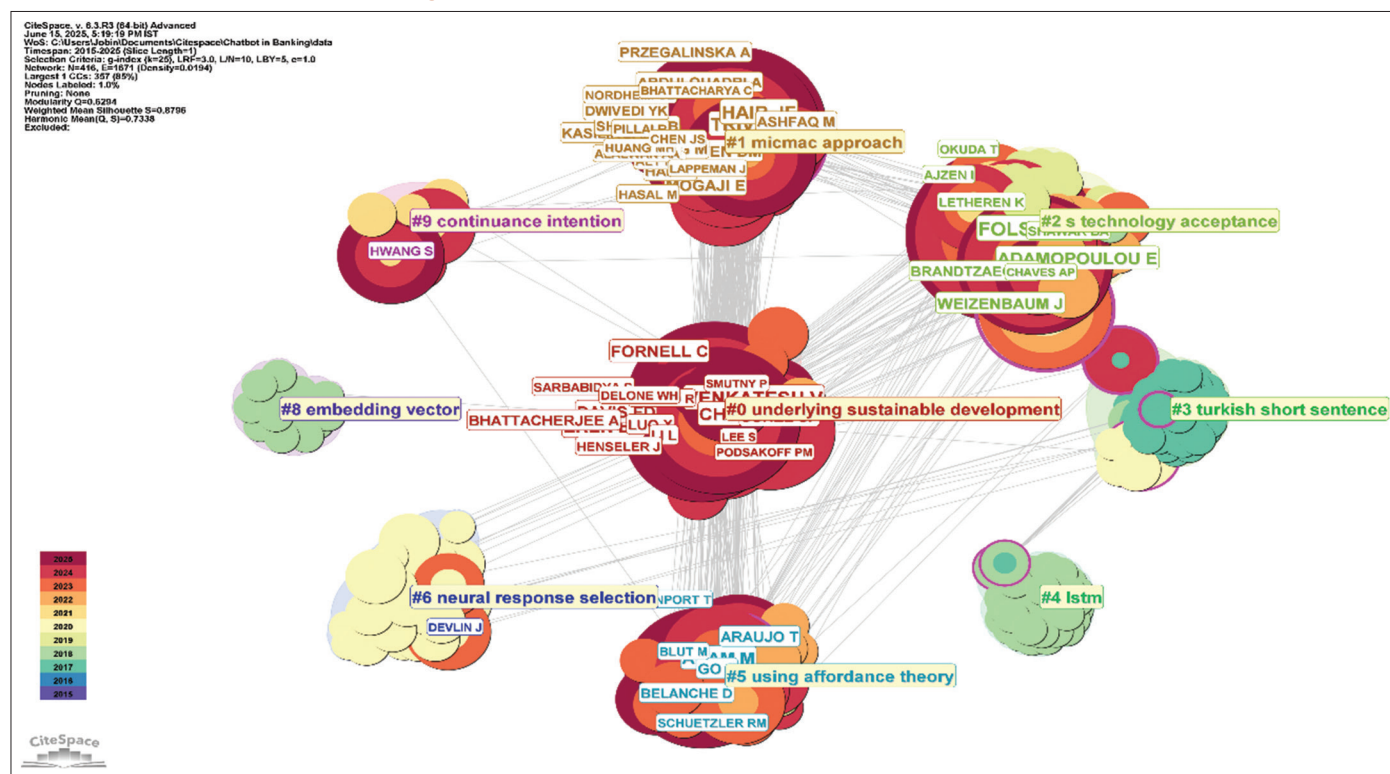 CiteSpace, v. 6.3.R3 (64-bit) Advanced
June 15, 2025, 5:19:19 PM IST
WoS: C:\Users\Jobin\Documents\Citespace\Chatbot in Banking\data
Timespan: 2015-2025 (Slice Length=1)
Selection Criteria: g-index (k=25), LRF=3.0, L/N=10, LBY=5, e=1.0
Network: N=416, E=1671 (Density=0.0194)
Largest 1 CCs: 357 (85%)
Nodes Labeled: 1.0%
Pruning: None
Modularity Q=0.6294
Weighted Mean Silhouette S=0.8796
Harmonic Mean(Q, S)=0.7338
Excluded:
PRZEGALINSKA A
BHATTACHARYA C
DWIVEDI YK
ASHFAQ M
CHEN JS
#1 micmac approach
LAPPEMAN J
MOGAJI E
HASAL M
OKUDA T
AJZEN I
LETHEREN K
#2 s technology acceptance
ADAMOPOULOU E
CHAVES AP
WEIZENBAUM J
#9 continuance intention
HWANG S
FORNELL C
SMUTNY P
DELONE WH
#0 underlying sustainable development
BHATTACHERJEE A
LEE S
HENSELER J
PODSAKOFF PM
#8 embedding vector
#3 turkish short sentence
#6 neural response selection
DEVLIN J
#4 lstm
ARAUJO T
BLUT M
GO
#5 using affordance theory
BELANCHE D
SCHUETZLER RM
2025
2024
2023
2022
2021
2020
2019
2018
2017
2016
2015
CiteSpace